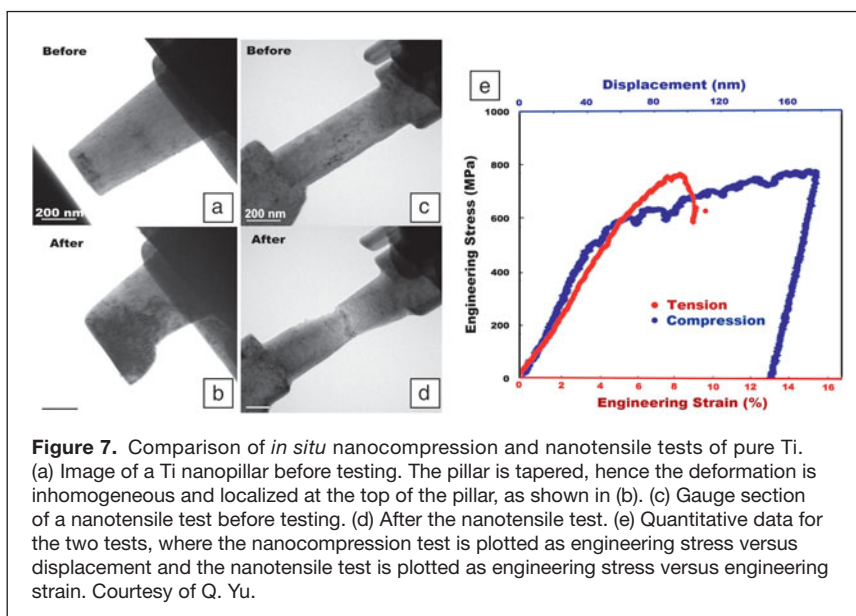 Before
200 nm
a
Before
200 nm
c
After
b
After
d
e
Displacement (nm)
0 40 80 120 160
1000
800
600
400
200
0
Engineering Stress (MPa)
Tension
Compression
0 2 4 6 8 10 12 14 16
Engineering Strain (%)
Figure 7. Comparison of in situ nanocompression and nanotensile tests of pure Ti.
(a) Image of a Ti nanopillar before testing. The pillar is tapered, hence the deformation is
inhomogeneous and localized at the top of the pillar, as shown in (b). (c) Gauge section
of a nanotensile test before testing. (d) After the nanotensile test. (e) Quantitative data for
the two tests, where the nanocompression test is plotted as engineering stress versus
displacement and the nanotensile test is plotted as engineering stress versus engineering
strain. Courtesy of Q. Yu.